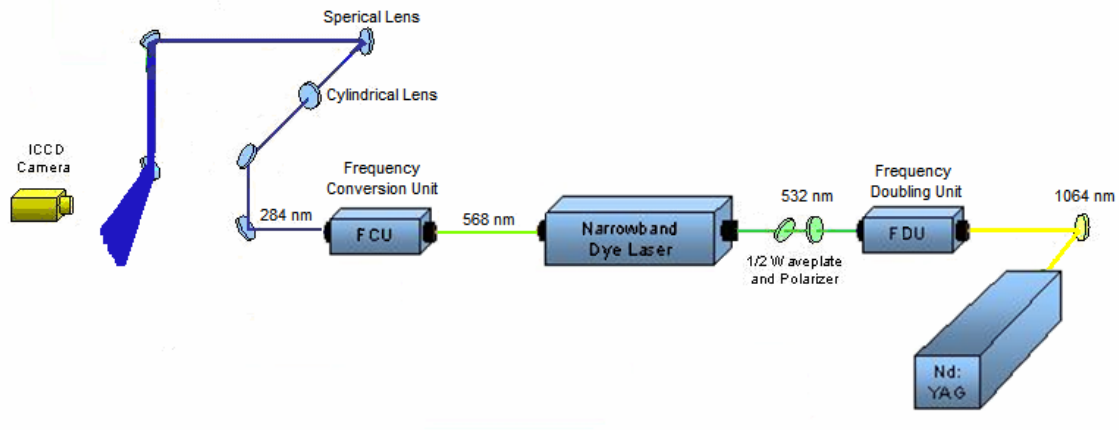 Sperical Lens
Cylindrical Lens
ICCD
Camera
Frequency
Conversion Unit
284 nm
FCU
568 nm
Narrowband
Dye Laser
532 nm
1/2 Waveplate
and Polarizer
Frequency
Doubling Unit
FDU
1064 nm
Nd:
YAG